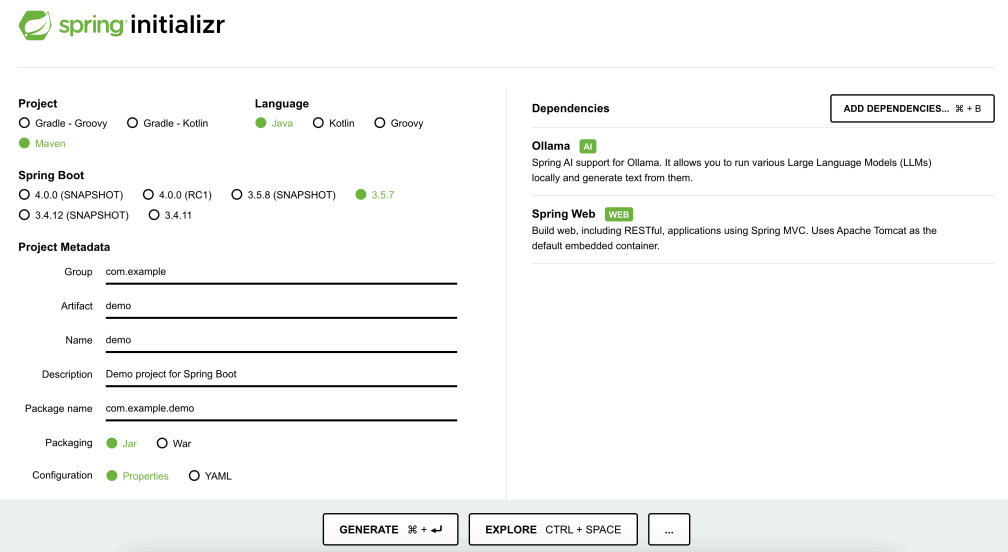 spring initializr
Project
Gradle - Groovy Gradle - Kotlin
Maven
Language
Java Kotlin Groovy
Spring Boot
4.0.0 (SNAPSHOT) 4.0.0 (RC1) 3.5.8 (SNAPSHOT) 3.5.7
3.4.12 (SNAPSHOT) 3.4.11
Project Metadata
Group com.example
Artifact demo
Name demo
Description Demo project for Spring Boot
Package name com.example.demo
Packaging Jar War
Configuration Properties YAML
Dependencies
ADD DEPENDENCIES... ⌘ + B
Ollama AI
Spring AI support for Ollama. It allows you to run various Large Language Models (LLMs)
locally and generate text from them.
Spring Web WEB
Build web, including RESTful, applications using Spring MVC. Uses Apache Tomcat as the
default embedded container.
GENERATE ⌘ + ↵ EXPLORE CTRL + SPACE ...